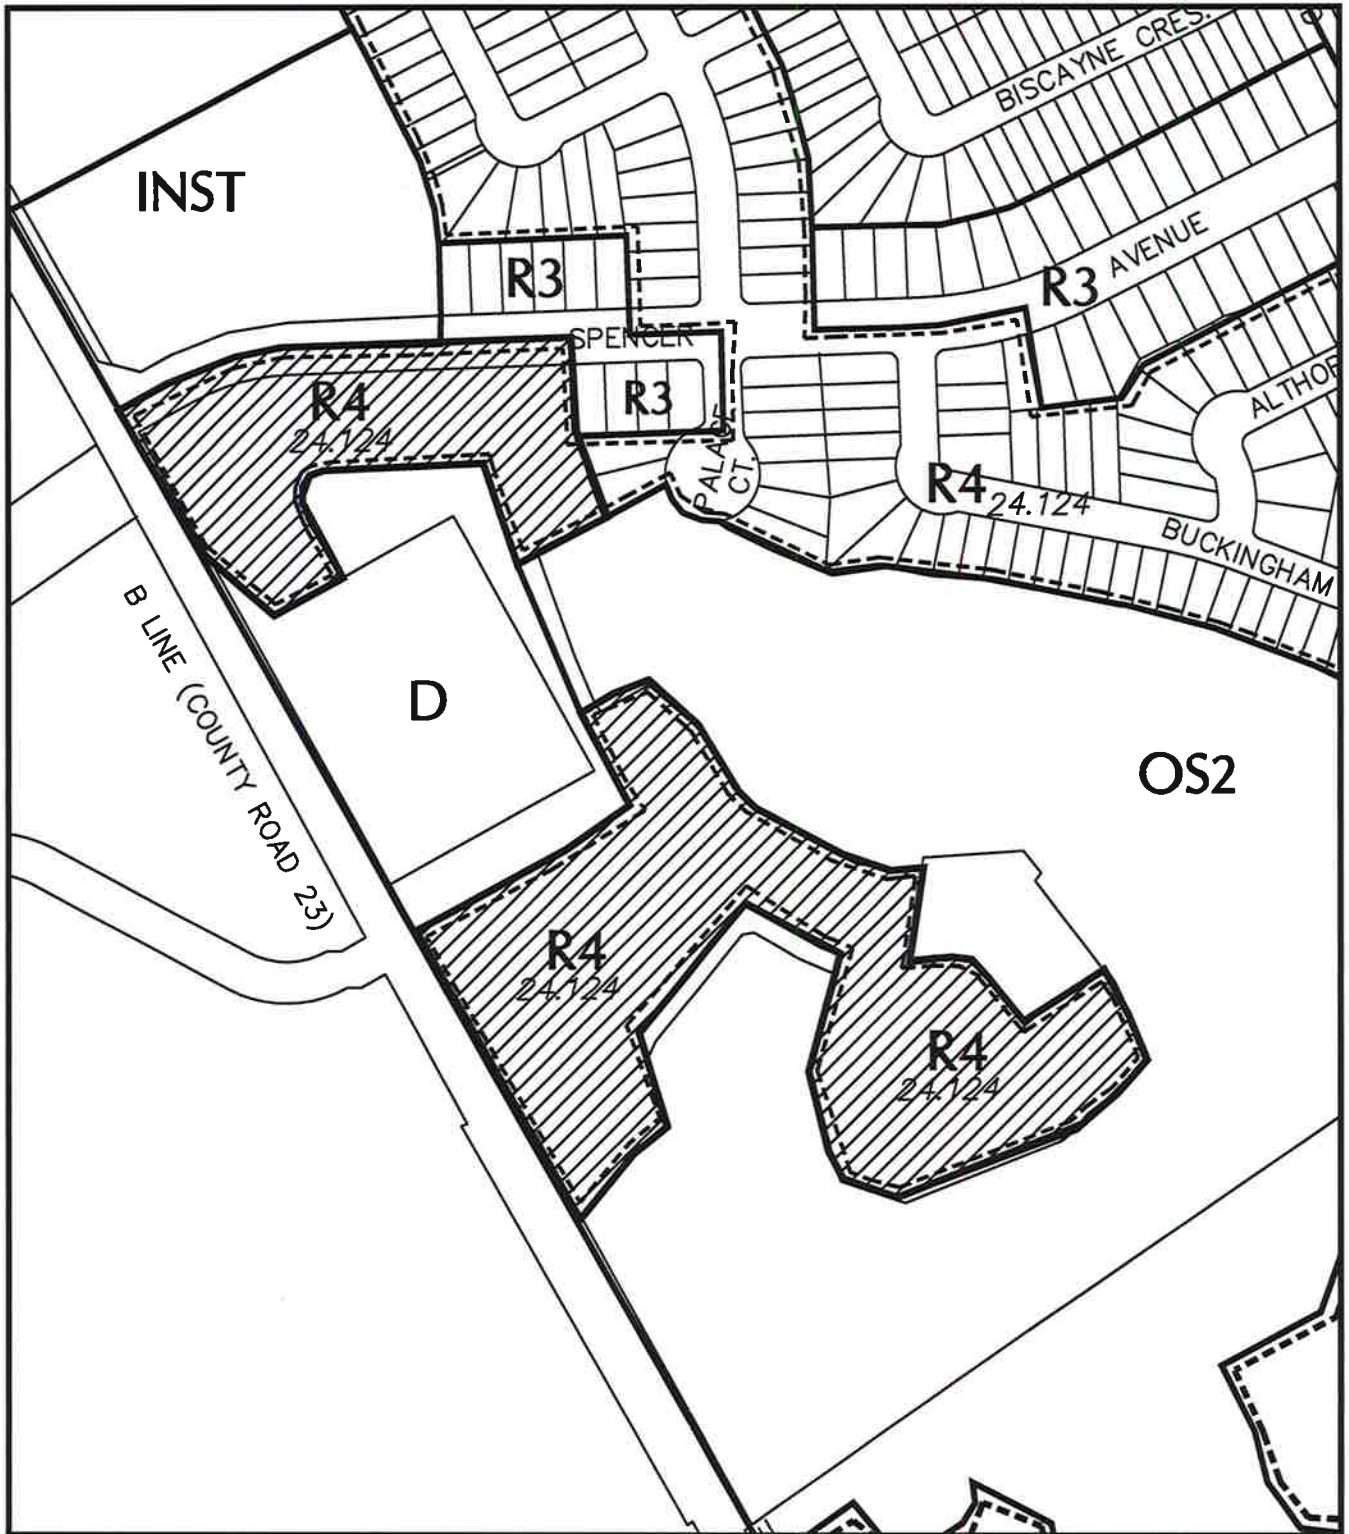 BISCAYNE CRES.
INST
R3
R3 AVENUE
SPENCER
R4
24.124
R3
PALACE
CT.
ALTHOR
R4 24.124
BUCKINGHAM
B LINE (COUNTY ROAD 23)
D
OS2
R4
24.124
R4
24.124